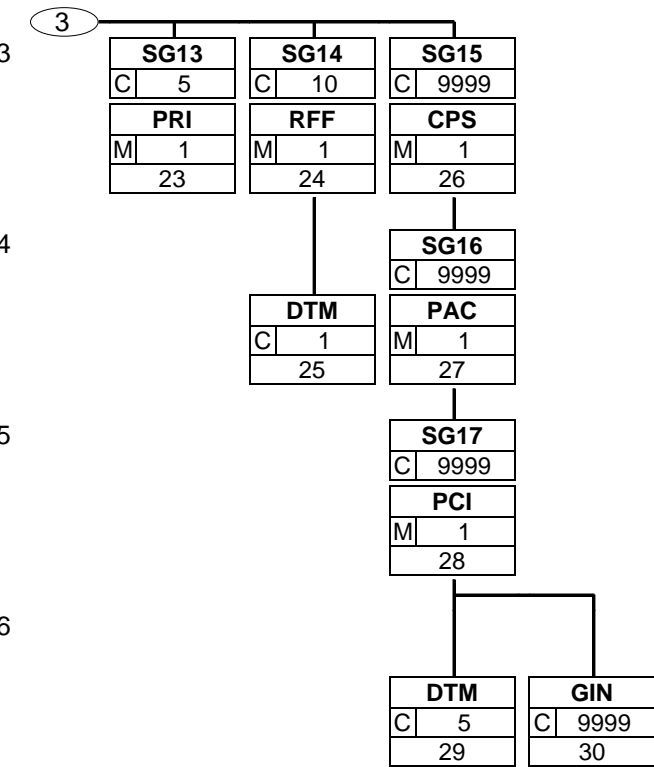 3
3 SG13 SG14 SG15
C 5 C 10 C 9999
PRI RFF CPS
M 1 M 1 M 1
23 24 26
4 SG16
C 9999
DTM PAC
C 1 M 1
25 27
5 SG17
C 9999
PCI
M 1
28
6
DTM GIN
C 5 C 9999
29 30